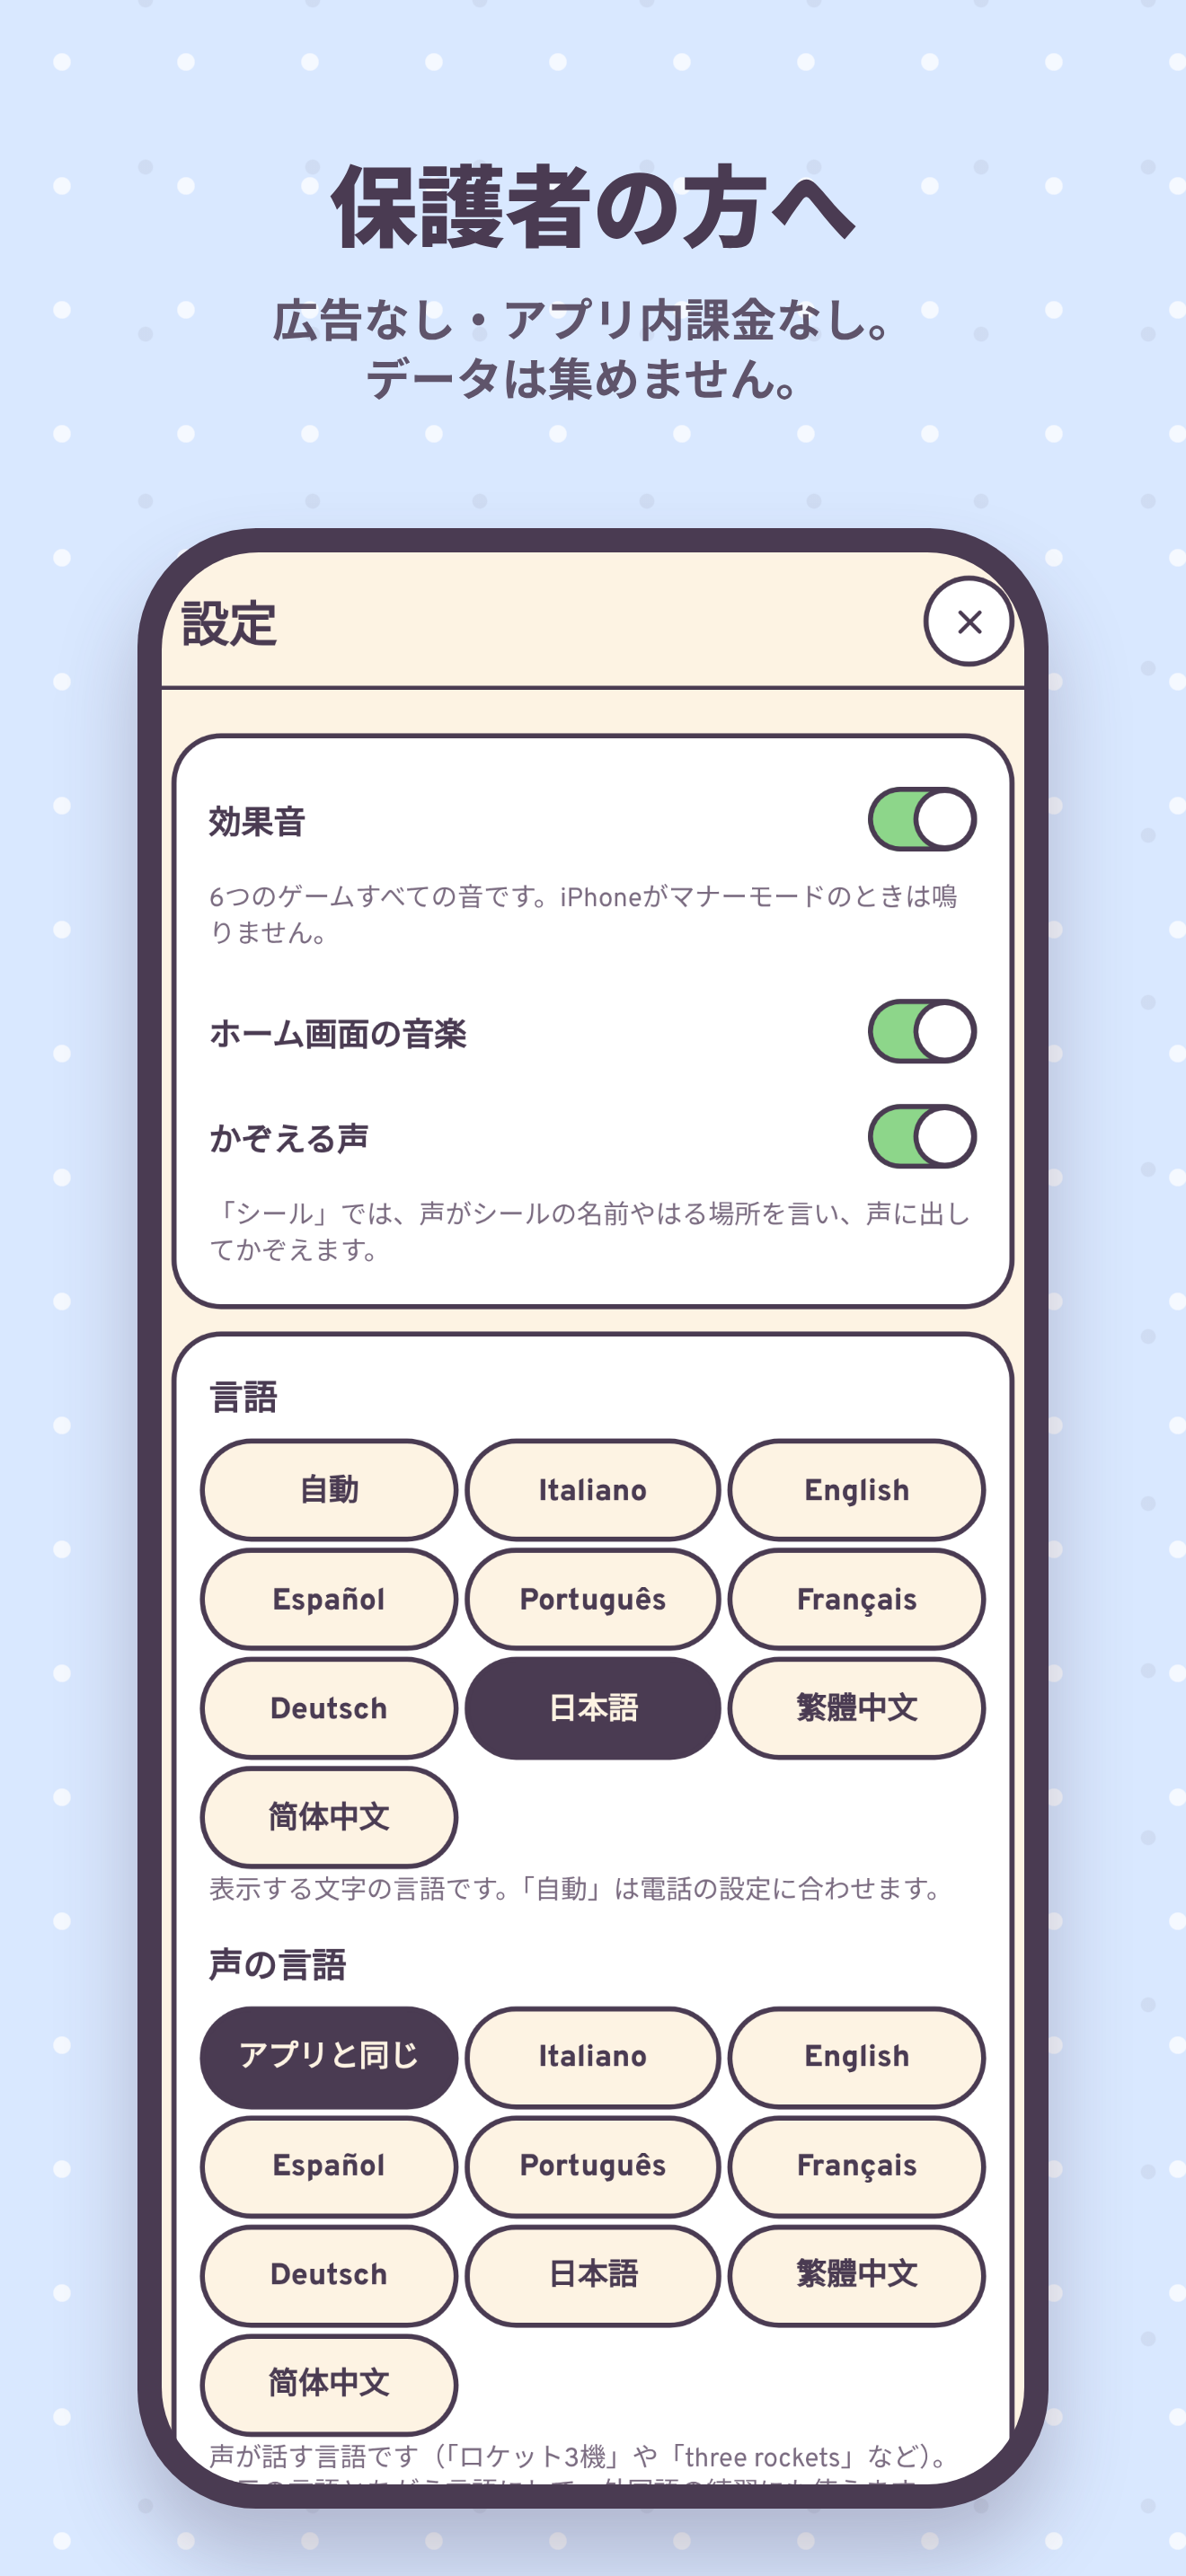 保護者の方へ
広告なし・アプリ内課金なし。
データは集めません。
設定
効果音
6つのゲームすべての音です。iPhoneがマナーモードのときは鳴
りません。
ホーム画面の音楽
かぞえる声
「シール」では、声がシールの名前やはる場所を言い、声に出し
てかぞえます。
言語
自動 Italiano English
Español Português Français
Deutsch 日本語 繁體中文
简体中文
表示する文字の言語です。「自動」は電話の設定に合わせます。
声の言語
アプリと同じ Italiano English
Español Português Français
Deutsch 日本語 繁體中文
简体中文
声が話す言語です（「ロケット3機」や「three rockets」など）。